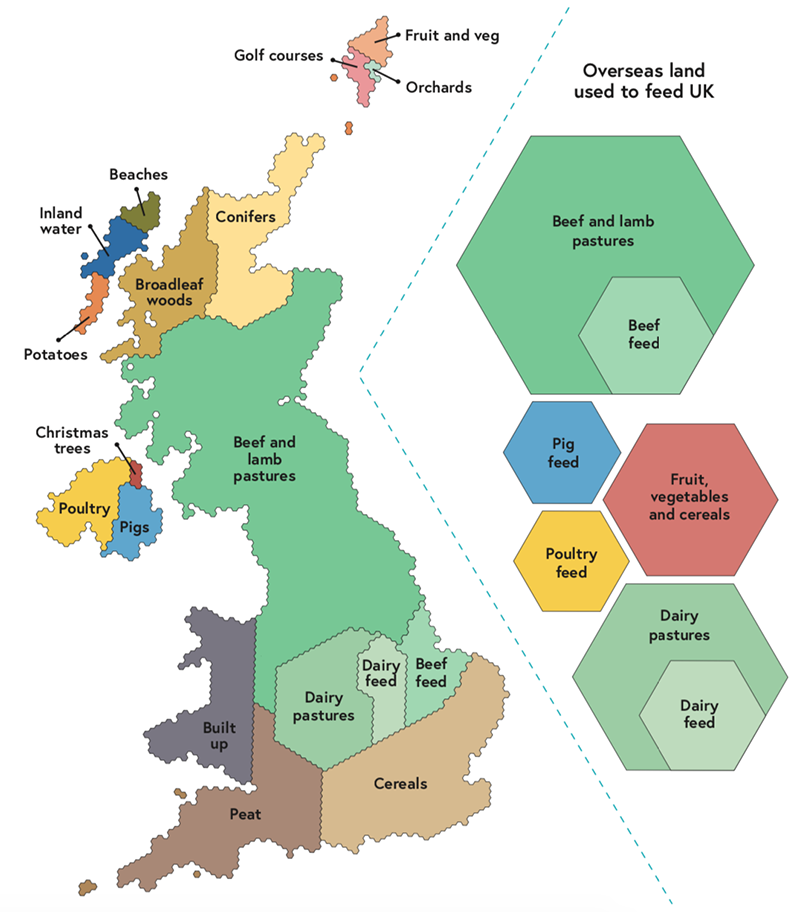 Fruit and veg
Golf courses
Orchards
Beaches
Inland
water
Conifers
Broadleaf
woods
Potatoes
Christmas
trees
Beef and
lamb
pastures
Poultry
Pigs
Dairy
feed
Beef
feed
Dairy
pastures
Built
up
Cereals
Peat
Overseas land
used to feed UK
Beef and lamb
pastures
Beef
feed
Pig
feed
Fruit,
vegetables
and cereals
Poultry
feed
Dairy
pastures
Dairy
feed